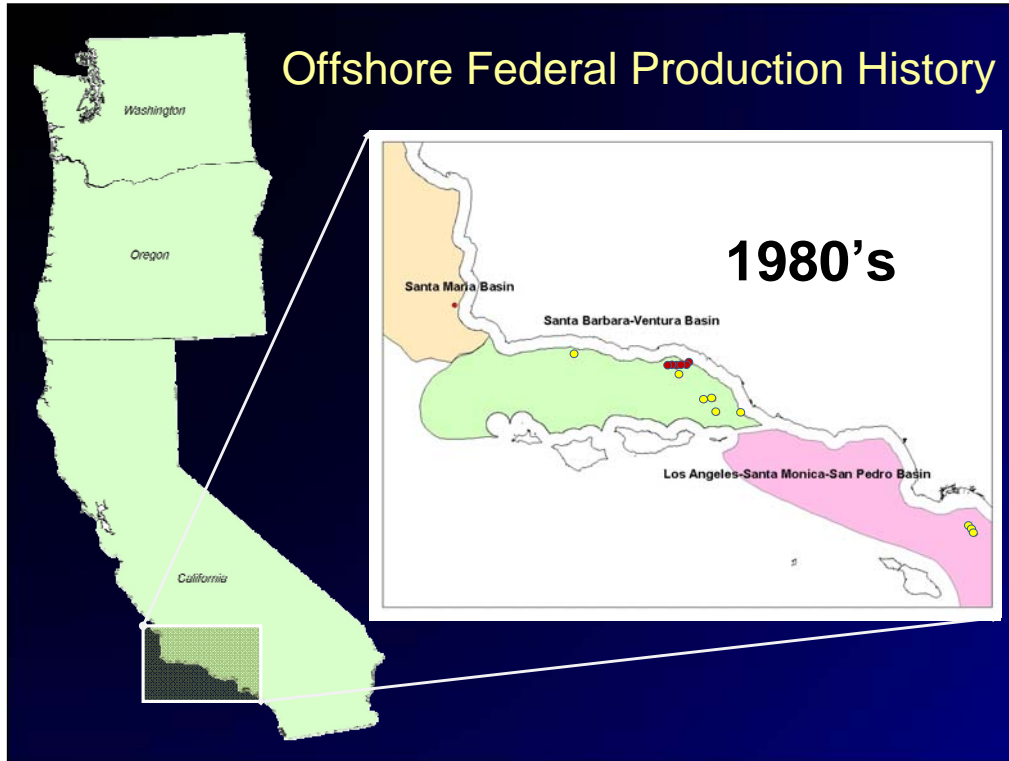 Offshore Federal Production History
Washington
Oregon
California
1980’s
Santa Maria Basin
Santa Barbara-Ventura Basin
Los Angeles-Santa Monica-San Pedro Basin